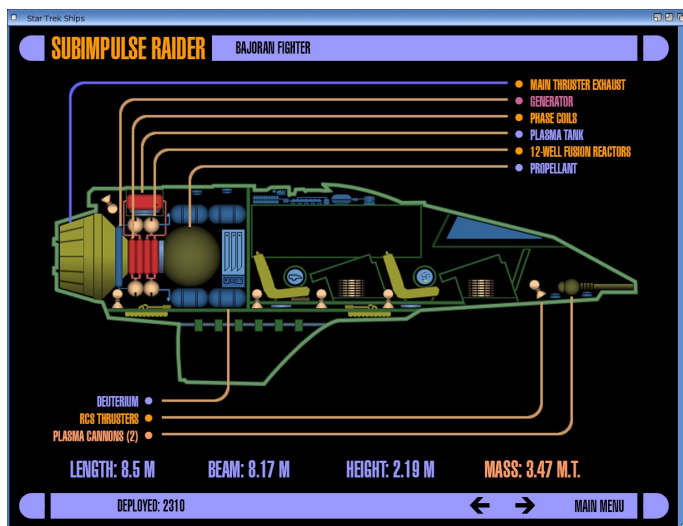 Star Trek Ships
SUBIMPULSE RAIDER
BAJORAN FIGHTER
MAIN THRUSTER EXHAUST
GENERATOR
PHASE COILS
PLASMA TANK
12-WELL FUSION REACTORS
PROPELLANT
DEUTERIUM
RCS THRUSTERS
PLASMA CANNONS (2)
LENGTH: 8.5 M BEAM: 8.17 M HEIGHT: 2.19 M MASS: 3.47 M.T.
DEPLOYED: 2310 MAIN MENU